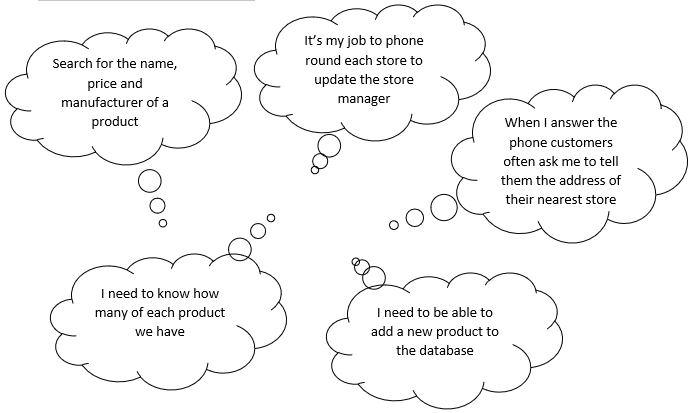 Search for the name,
price and
manufacturer of a
product
It’s my job to phone
round each store to
update the store
manager
When I answer the
phone customers
often ask me to tell
them the address of
their nearest store
I need to know how
many of each product
we have
I need to be able to
add a new product to
the database